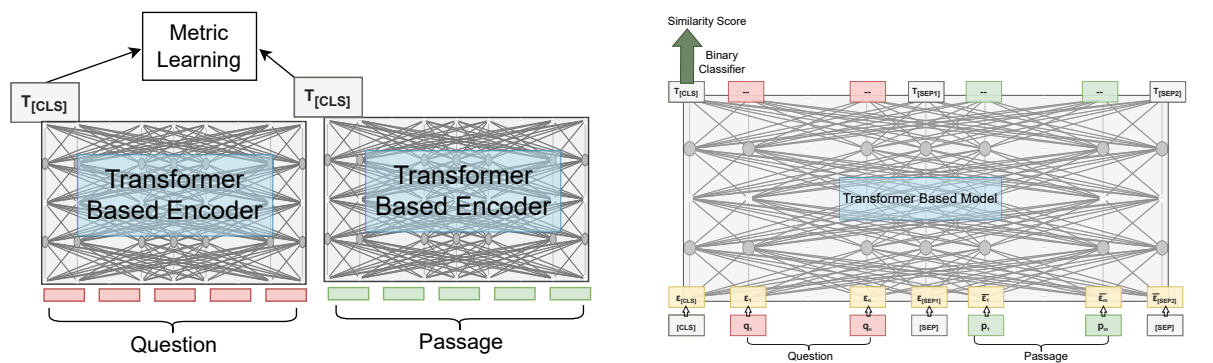 Metric
Learning
T[CLS]
T[CLS]
Transformer
Based Encoder
Transformer
Based Encoder
Question
Passage
Similarity Score
Binary
Classifier
T[CLS]
--
--
T[SEP1]
--
--
T[SEP2]
Transformer Based Model
ε[CLS]
ε1
εn
ε[SEP1]
ε̅1
ε̅m
ε̅[SEP2]
[CLS]
q1
qn
[SEP]
p1
pm
[SEP]
Question
Passage